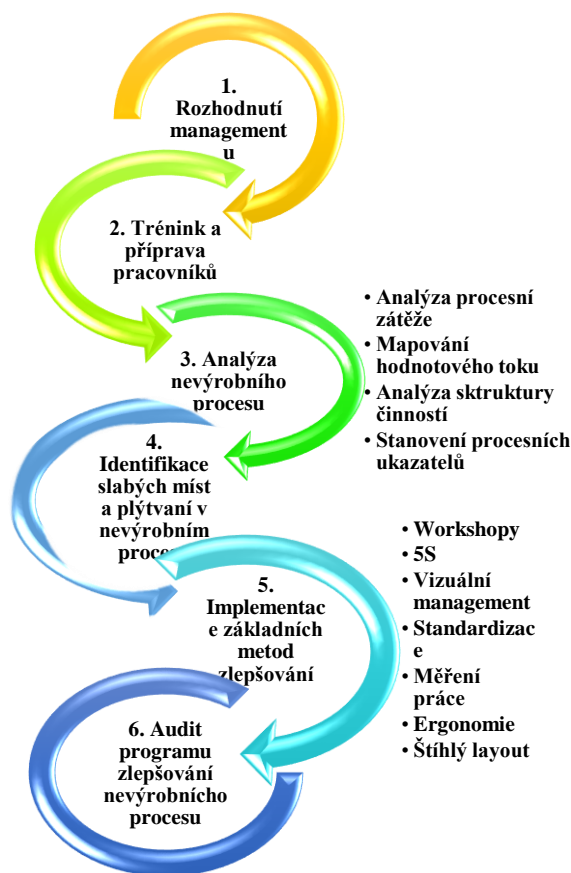 1.
Rozhodnutí
management
u
2. Trénink a
příprava
pracovníků
3. Analýza
nevýrobního
procesu
• Analýza procesní
zátěže
• Mapování
hodnotového toku
• Analýza sktruktury
činností
• Stanovení procesních
ukazatelů
4.
Identifikace
slabých míst
a plýtvaní v
nevýrobním
procesu
5.
Implementac
e základních
metod
zlepšování
• Workshopy
• 5S
• Vizuální
management
• Standardizac
e
• Měření
práce
• Ergonomie
• Štíhlý layout
6. Audit
programu
zlepšování
nevýrobního
procesu